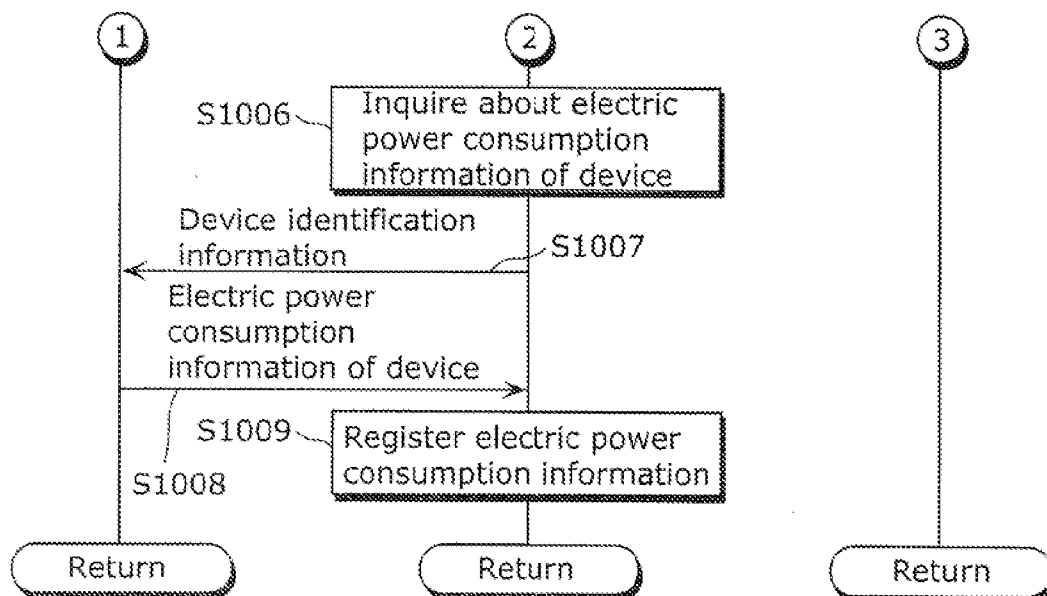 1
2
3
S1006
Inquire about electric
power consumption
information of device
Device identification
information
S1007
Electric power
consumption
information of device
S1008
S1009
Register electric power
consumption information
Return
Return
Return